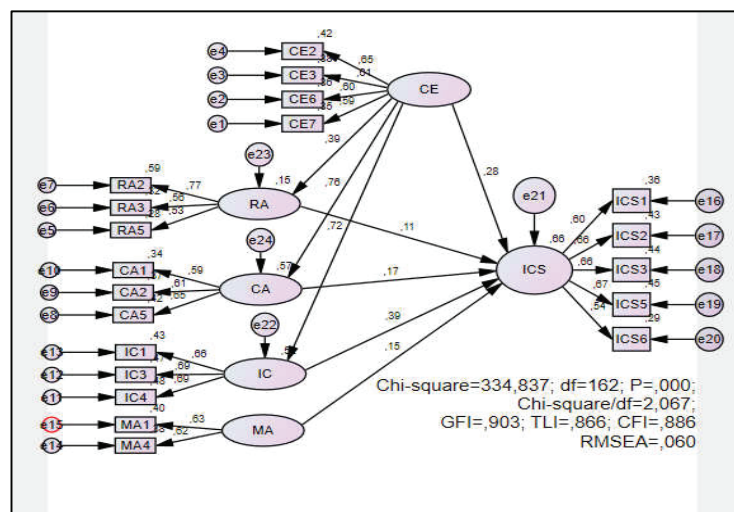 ,42
e4 CE2 ,65
e3 CE3 ,61 CE
,36
e2 CE6 ,60
,35
e1 CE7 ,59
,39
e23 ,76 ,28
,59
e7 RA2 ,77 ,15
e6 RA3 ,56 RA ,72 ,11
,28
e5 RA5 ,53
,36
e21 ,60 ICS1 e16
,43
e24 ,66 ,66 ICS2 e17
,44
,34
e10 CA1 ,59 ,57 ICS ,66 ICS3 e18
,45
e9 CA2 ,61 CA ,17 ,67 ICS5 e19
,42
e8 CA5 ,65 ,54
,29
e22 ,39 ICS6 e20
,43
e13 IC1 ,66 ,15
e12 IC3 ,69 IC
,48
e11 IC4 ,69
,40
e15 MA1 ,63 MA
e14 MA4 ,62
Chi-square=334,837; df=162; P=,000;
Chi-square/df=2,067;
GFI=,903; TLI=,866; CFI=,886
RMSEA=,060